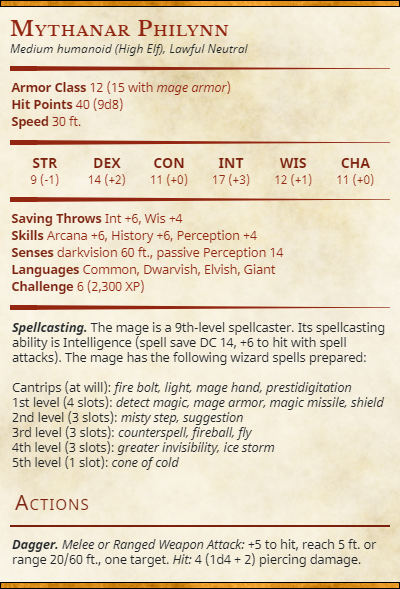 Mythanar Philynn
Medium humanoid (High Elf), Lawful Neutral
Armor Class 12 (15 with mage armor)
Hit Points 40 (9d8)
Speed 30 ft.
STR DEX CON INT WIS CHA
9 (-1) 14 (+2) 11 (+0) 17 (+3) 12 (+1) 11 (+0)
Saving Throws Int +6, Wis +4
Skills Arcana +6, History +6, Perception +4
Senses darkvision 60 ft., passive Perception 14
Languages Common, Dwarvish, Elvish, Giant
Challenge 6 (2,300 XP)
Spellcasting. The mage is a 9th-level spellcaster. Its spellcasting
ability is Intelligence (spell save DC 14, +6 to hit with spell
attacks). The mage has the following wizard spells prepared:
Cantrips (at will): fire bolt, light, mage hand, prestidigitation
1st level (4 slots): detect magic, mage armor, magic missile, shield
2nd level (3 slots): misty step, suggestion
3rd level (3 slots): counterspell, fireball, fly
4th level (3 slots): greater invisibility, ice storm
5th level (1 slot): cone of cold
Actions
Dagger. Melee or Ranged Weapon Attack: +5 to hit, reach 5 ft. or
range 20/60 ft., one target. Hit: 4 (1d4 + 2) piercing damage.